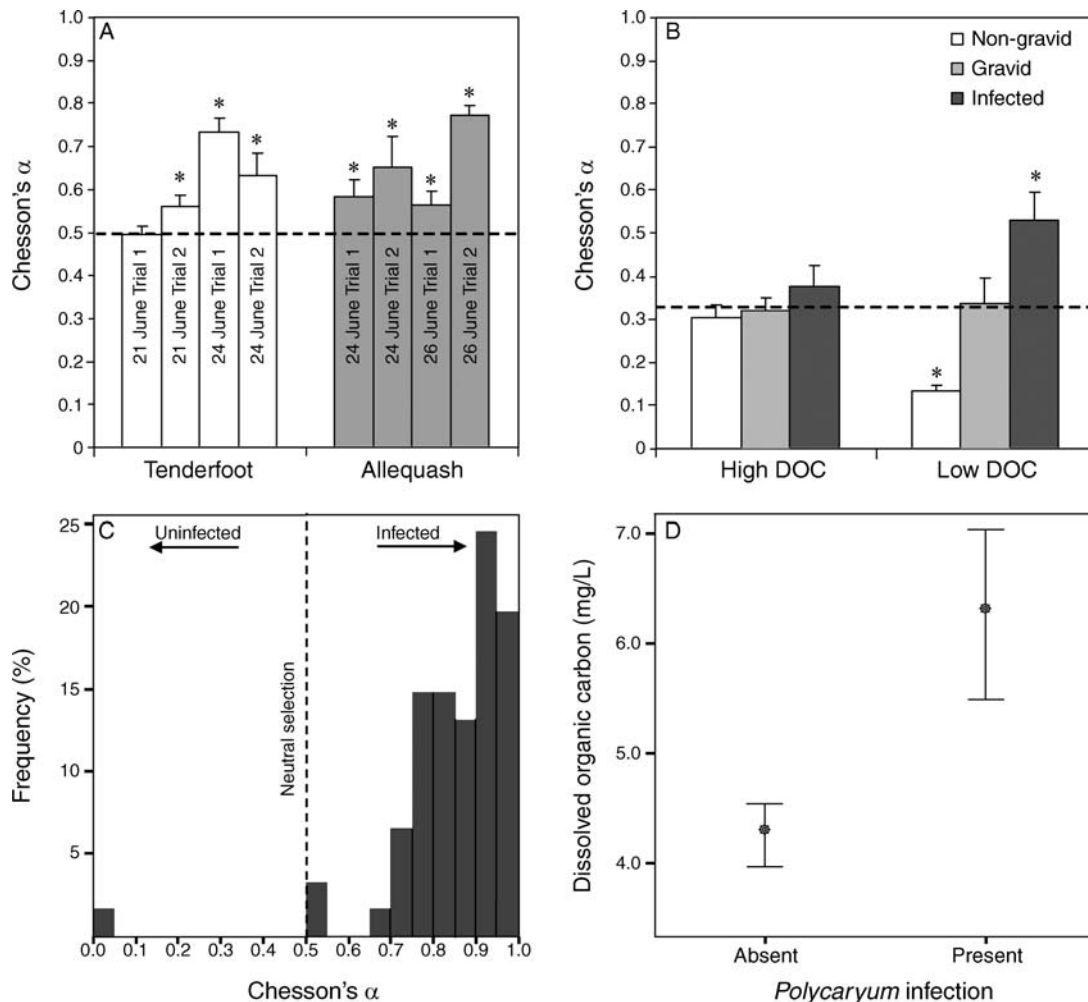 A
Chesson's α
1.0
0.9
0.8
0.7
0.6
0.5
0.4
0.3
0.2
0.1
0
*
*
*
*
*
*
*
21 June Trial 1
21 June Trial 2
24 June Trial 1
24 June Trial 2
24 June Trial 1
24 June Trial 2
26 June Trial 1
26 June Trial 2
Tenderfoot
Allequash
B
Non-gravid
Gravid
Infected
Chesson's α
1.0
0.9
0.8
0.7
0.6
0.5
0.4
0.3
0.2
0.1
0
*
*
High DOC
Low DOC
C
Uninfected
Infected
Neutral selection
Frequency (%)
25
20
15
10
5
0.0
0.1
0.2
0.3
0.4
0.5
0.6
0.7
0.8
0.9
1.0
Chesson's α
D
Dissolved organic carbon (mg/L)
7.0
6.0
5.0
4.0
Absent
Present
Polycaryum infection